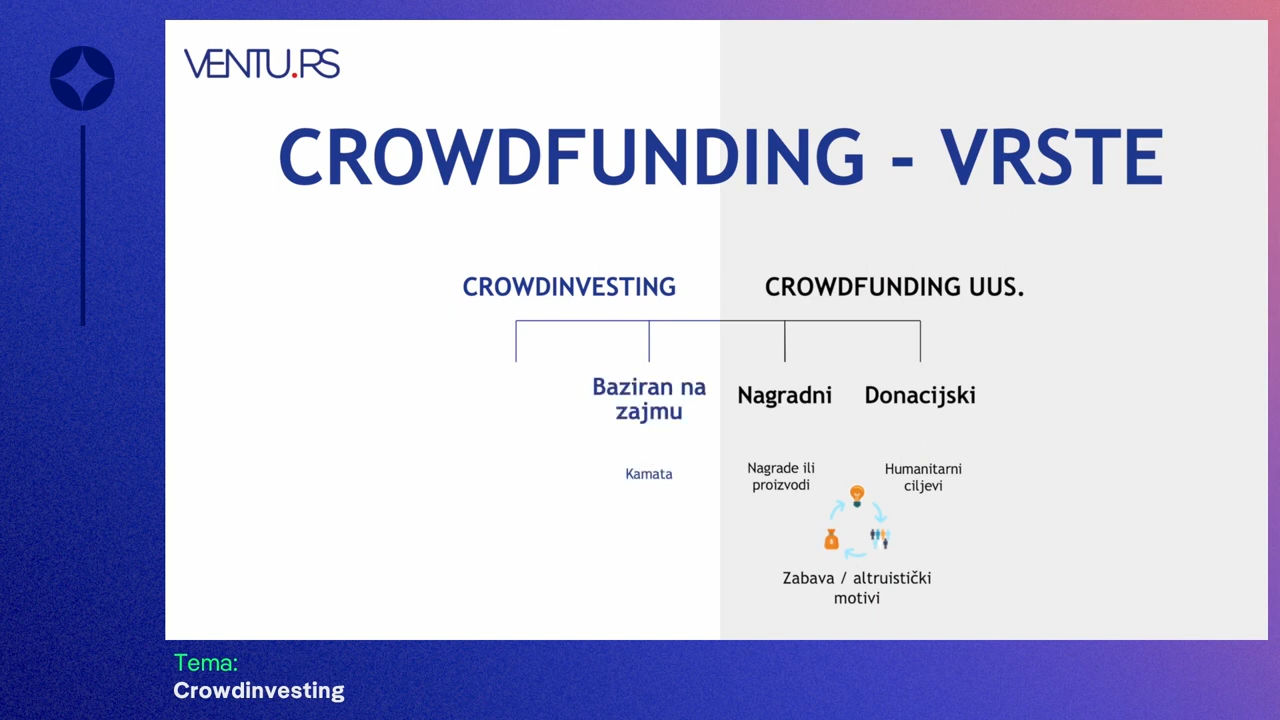 VENTU.RS
CROWDFUNDING - VRSTE
CROWDINVESTING
CROWDFUNDING UUS.
Baziran na
zajmu
Nagradni
Donacijski
Kamata
Nagrade ili
proizvodi
Humanitarni
ciljevi
Zabava / altruistički
motivi
Tema:
Crowdinvesting